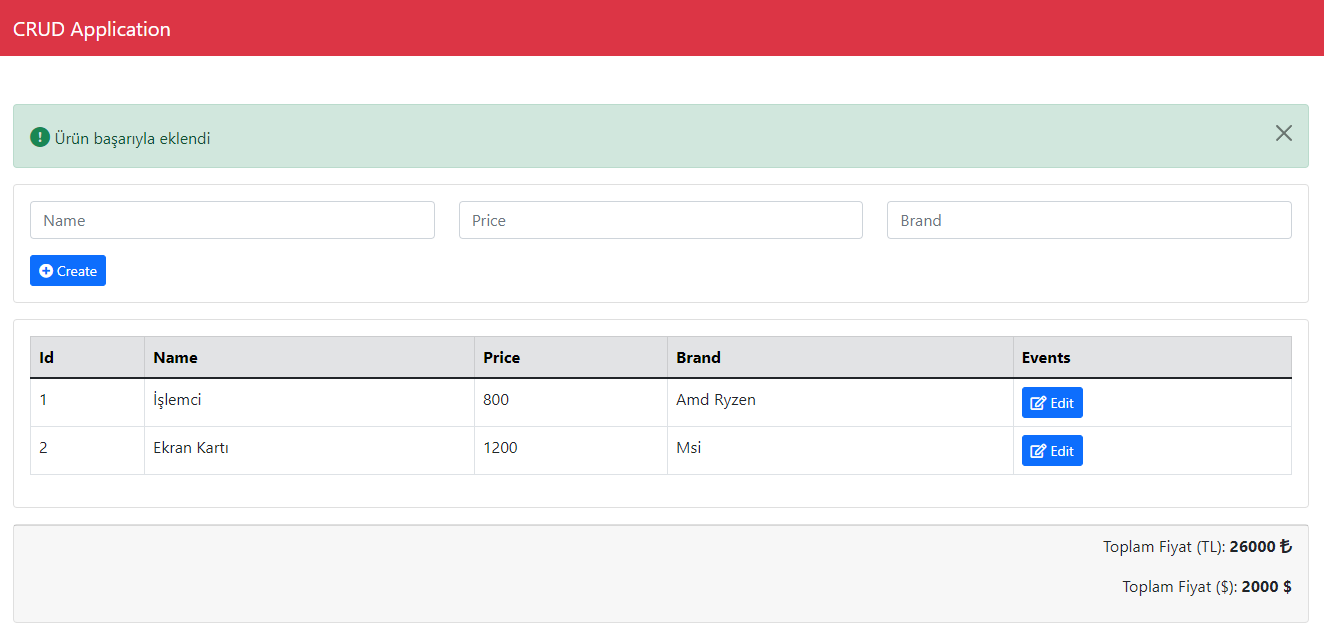 CRUD Application
Ürün başarıyla eklendi
Name Price Brand
Create
Id Name Price Brand Events
1 İşlemci 800 Amd Ryzen Edit
2 Ekran Kartı 1200 Msi Edit
Toplam Fiyat (TL): 26000 ₺
Toplam Fiyat ($): 2000 $